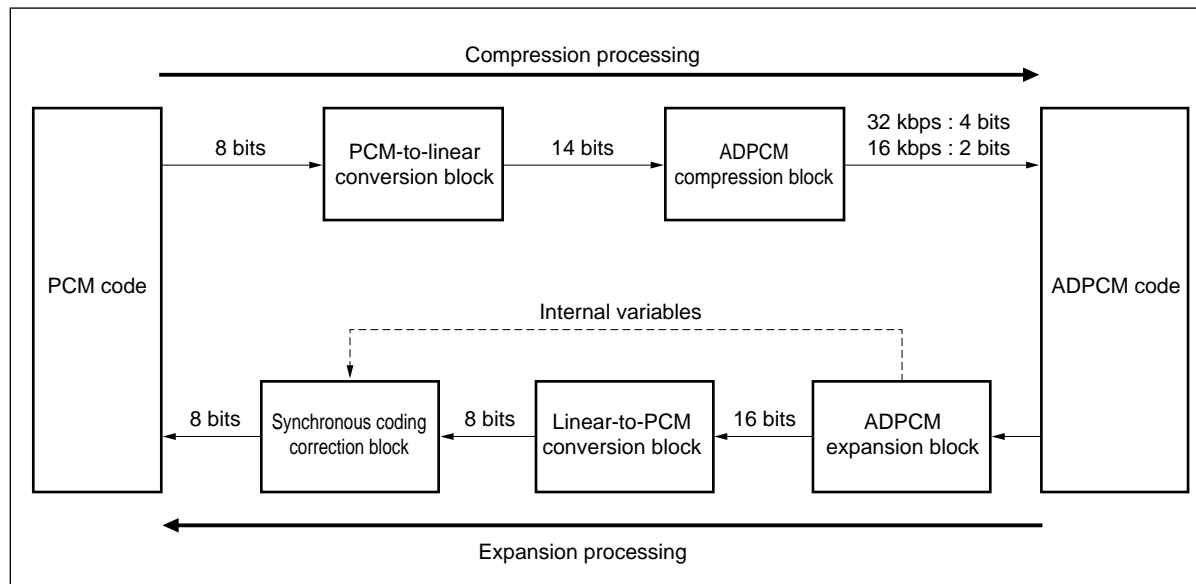 Compression processing
8 bits
PCM-to-linear
conversion block
14 bits
ADPCM
compression block
32 kbps : 4 bits
16 kbps : 2 bits
PCM code
ADPCM code
Internal variables
8 bits
Synchronous coding
correction block
8 bits
Linear-to-PCM
conversion block
16 bits
ADPCM
expansion block
Expansion processing